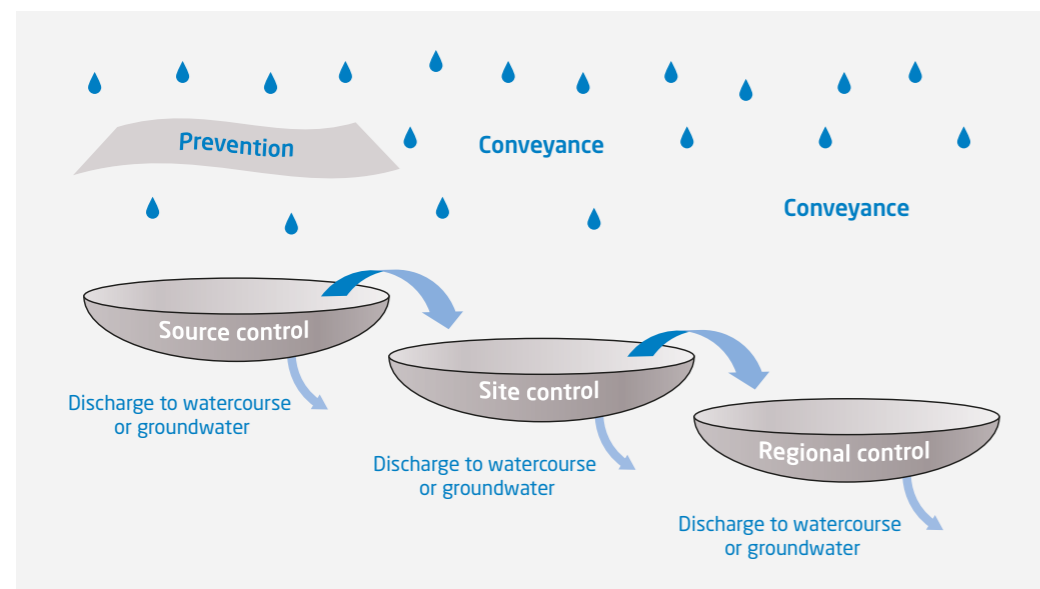 Prevention
Conveyance
Conveyance
Source control
Discharge to watercourse
or groundwater
Site control
Discharge to watercourse
or groundwater
Regional control
Discharge to watercourse
or groundwater